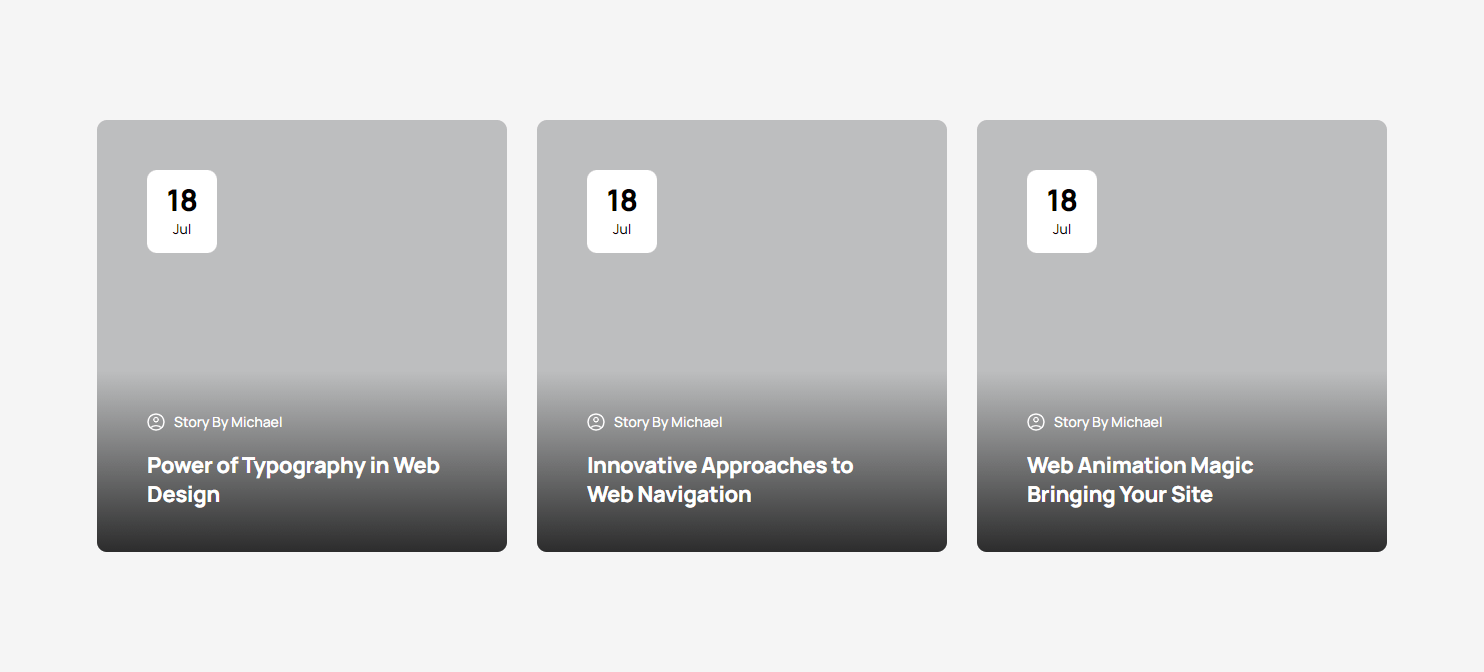 18
Jul
Story By Michael
Power of Typography in Web
Design
18
Jul
Story By Michael
Innovative Approaches to
Web Navigation
18
Jul
Story By Michael
Web Animation Magic
Bringing Your Site